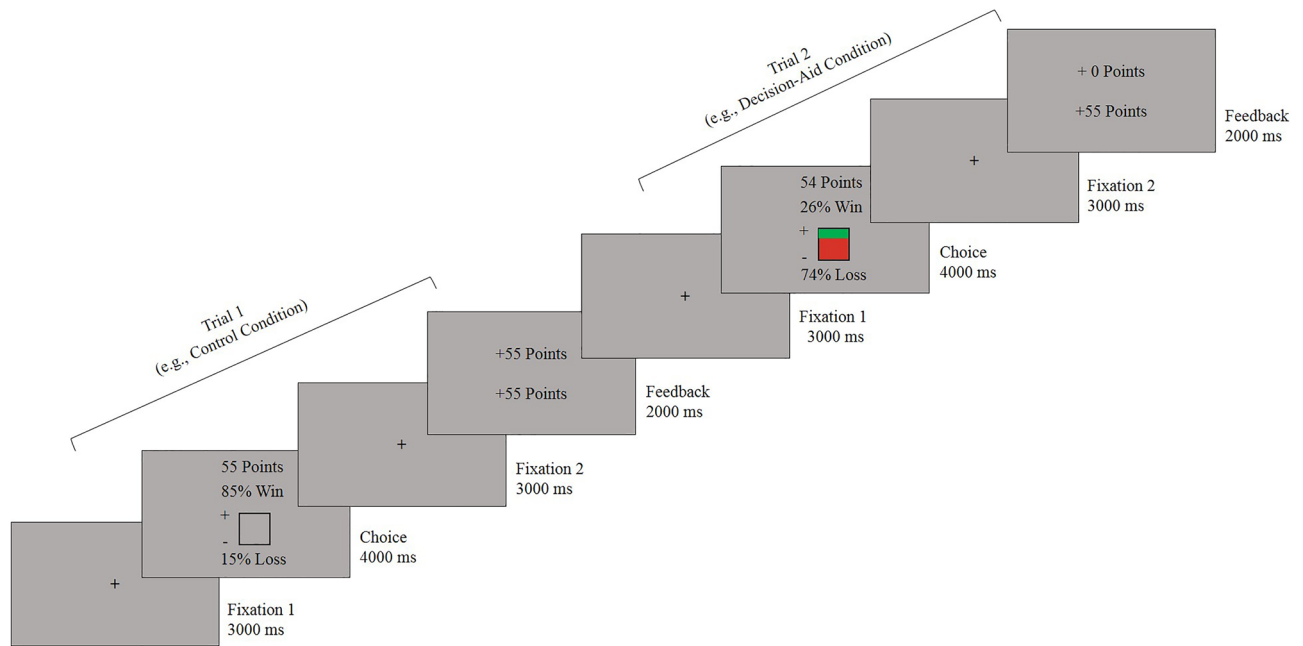 Trial 1
(e.g., Control Condition)
+
Fixation 1
3000 ms
55 Points
85% Win
+
-
15% Loss
Choice
4000 ms
+
Fixation 2
3000 ms
+55 Points
+55 Points
Feedback
2000 ms
Trial 2
(e.g., Decision-Aid Condition)
+
Fixation 1
3000 ms
54 Points
26% Win
+
-
74% Loss
Choice
4000 ms
+
Fixation 2
3000 ms
+ 0 Points
+55 Points
Feedback
2000 ms